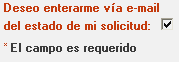 Deseo enterarme vía e-mail
del estado de mi solicitud:
* El campo es requerido